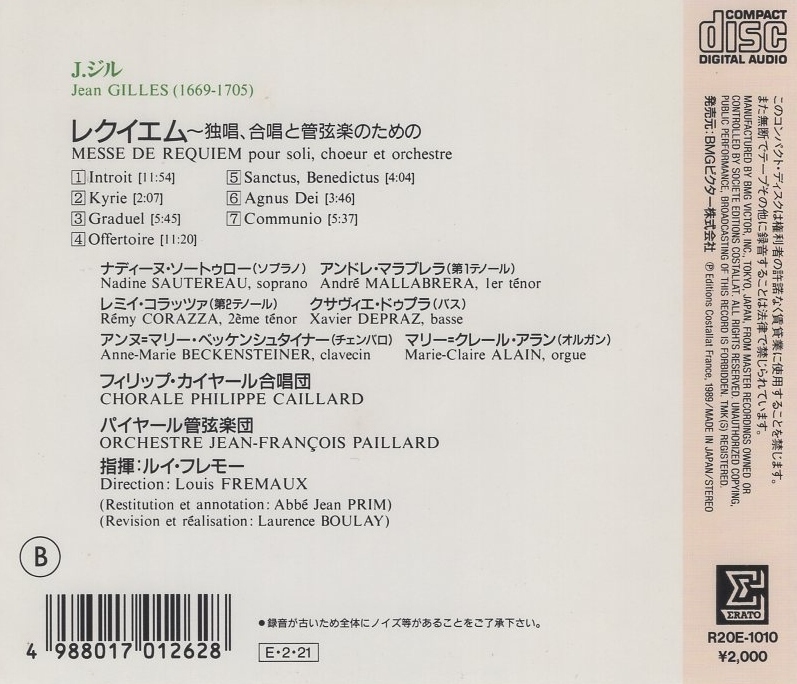 J.ジル
Jean GILLES (1669-1705)
レクイエム〜独唱、合唱と管弦楽のための
MESSE DE REQUIEM pour soli, choeur et orchestre
1 Introit [11:54]
2 Kyrie [2:07]
3 Graduel [5:45]
4 Offertoire [11:20]
5 Sanctus, Benedictus [4:04]
6 Agnus Dei [3:46]
7 Communio [5:37]
ナディーヌ・ソートゥロー(ソプラノ) アンドレ・マラブレラ(第1テノール)
Nadine SAUTEREAU, soprano André MALLABRERA, 1er ténor
レミイ・コラッツァ(第2テノール) クサヴィエ・ドゥプラ(バス)
Rémy CORAZZA, 2ème ténor Xavier DEPRAZ, basse
アンヌ=マリー・ベッケンシュタイナー(チェンバロ) マリー=クレール・アラン(オルガン)
Anne-Marie BECKENSTEINER, clavecin Marie-Claire ALAIN, orgue
フィリップ・カイヤール合唱団
CHORALE PHILIPPE CAILLARD
パイヤール管弦楽団
ORCHESTRE JEAN-FRANÇOIS PAILLARD
指揮:ルイ・フレモー
Direction: Louis FREMAUX
(Restitution et annotation: Abbé Jean PRIM)
(Revision et réalisation: Laurence BOULAY)
B
4 988017 012628
●録音が古いため全体にノイズ等があることをご了承下さい。
E・2・21
COMPACT
disc
DIGITAL AUDIO
このコンパクト・ディスクは権利者の許諾なく賃貸業に使用することを禁じます。
また無断でテープその他に録音することは法律で禁じられています。
MANUFACTURED BY BMG VICTOR, INC., TOKYO, JAPAN, FROM MASTER RECORDINGS OWNED OR
CONTROLLED BY SOCIETE EDITIONS COSTALLAT. ALL RIGHTS RESERVED. UNAUTHORIZED COPYING,
PUBLIC PERFORMANCE, BROADCASTING OF THIS RECORD IS FORBIDDEN. TMK(S) REGISTERED.
発売元:BMGビクター株式会社 ℗Editions Costallat France, 1989/MADE IN JAPAN/STEREO
ERATO
R20E-1010
¥2,000